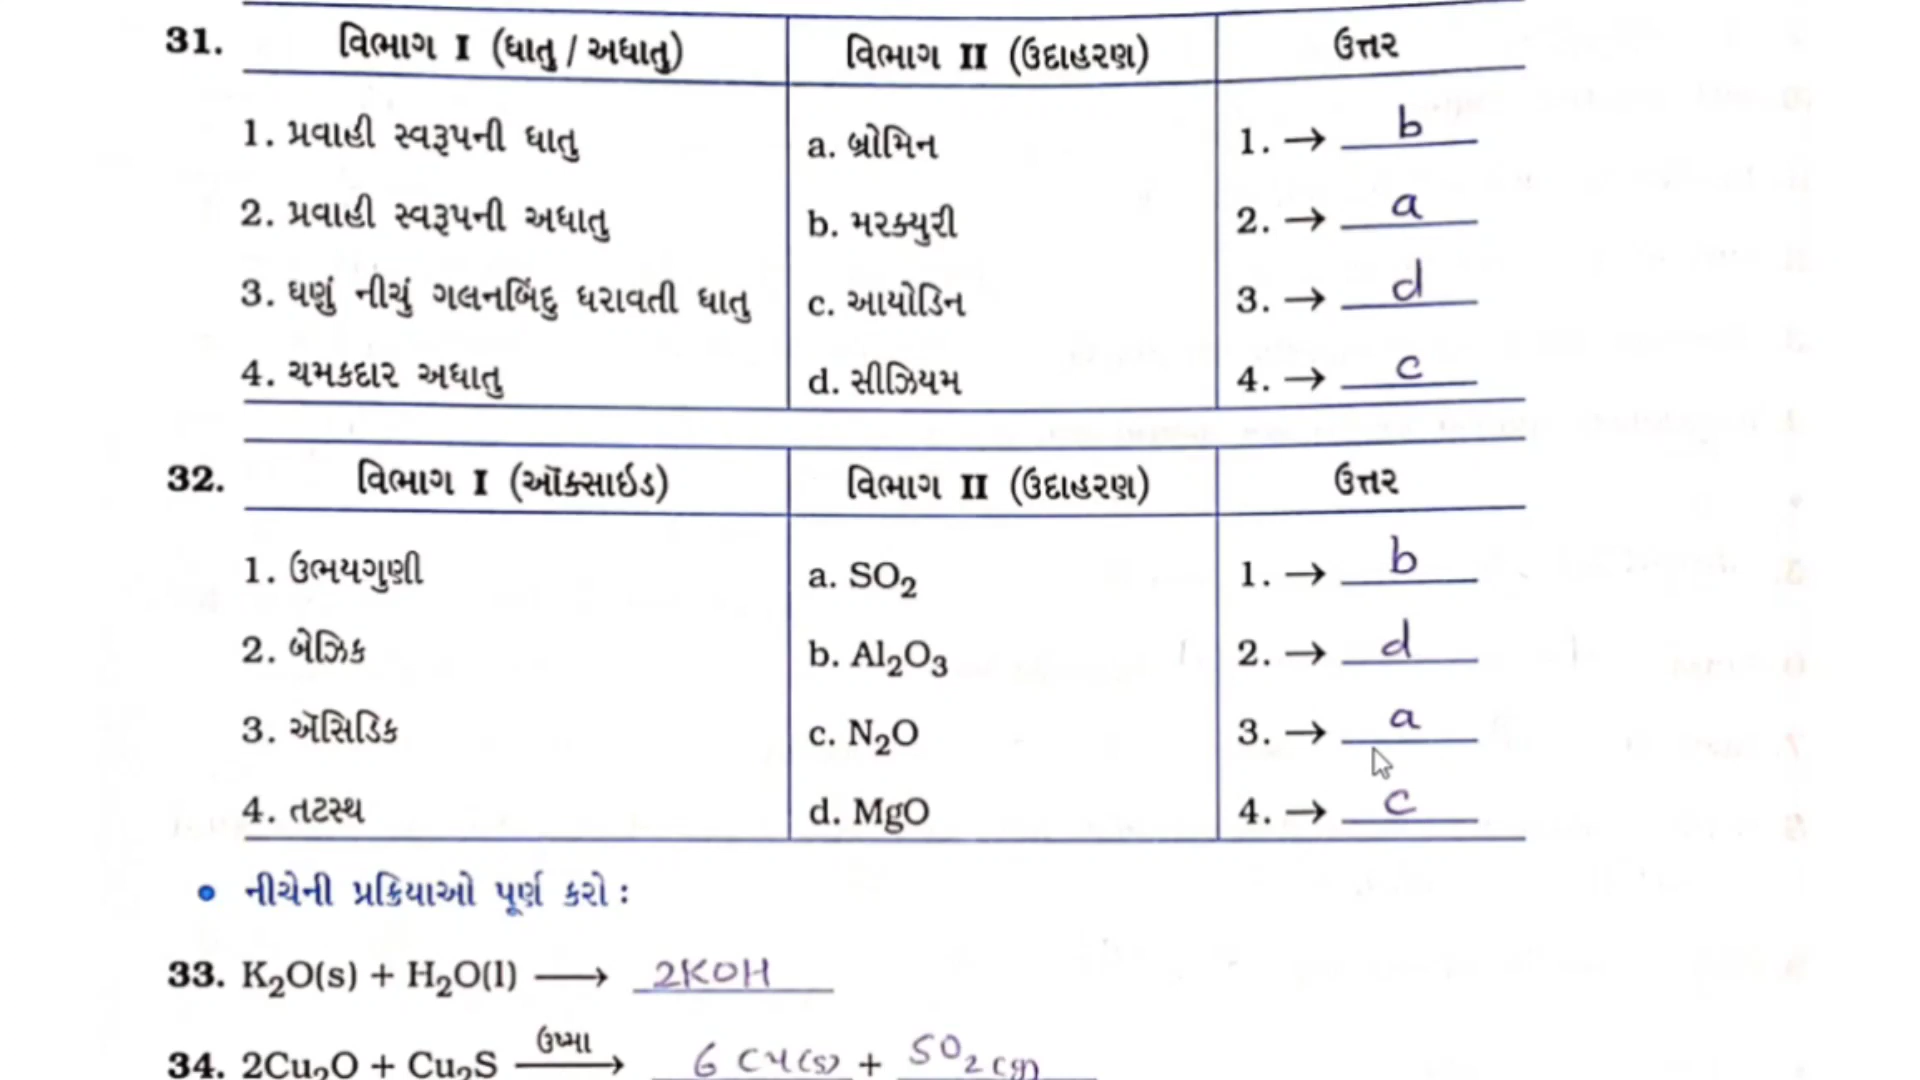 31. વિભાગ I (ધાતુ / અધાતુ) વિભાગ II (ઉદાહરણ) ઉત્તર
1. પ્રવાહી સ્વરૂપની ધાતુ a. બ્રોમિન 1. → b
2. પ્રવાહી સ્વરૂપની અધાતુ b. મરક્યુરી 2. → a
3. ઘણું નીચું ગલનબિંદુ ધરાવતી ધાતુ c. આયોડિન 3. → d
4. ચમકદાર અધાતુ d. સીઝિયમ 4. → c
32. વિભાગ I (ઑક્સાઇડ) વિભાગ II (ઉદાહરણ) ઉત્તર
1. ઉભયગુણી a. SO₂ 1. → b
2. બેઝિક b. Al₂O₃ 2. → d
3. ઍસિડિક c. N₂O 3. → a
4. તટસ્થ d. MgO 4. → c
• નીચેની પ્રક્રિયાઓ પૂર્ણ કરો :
33. K₂O(s) + H₂O(l) ⟶ 2KOH
ઉષ્મા
34. 2Cu₂O + Cu₂S ⟶ 6 Cu(s) + SO₂(g)